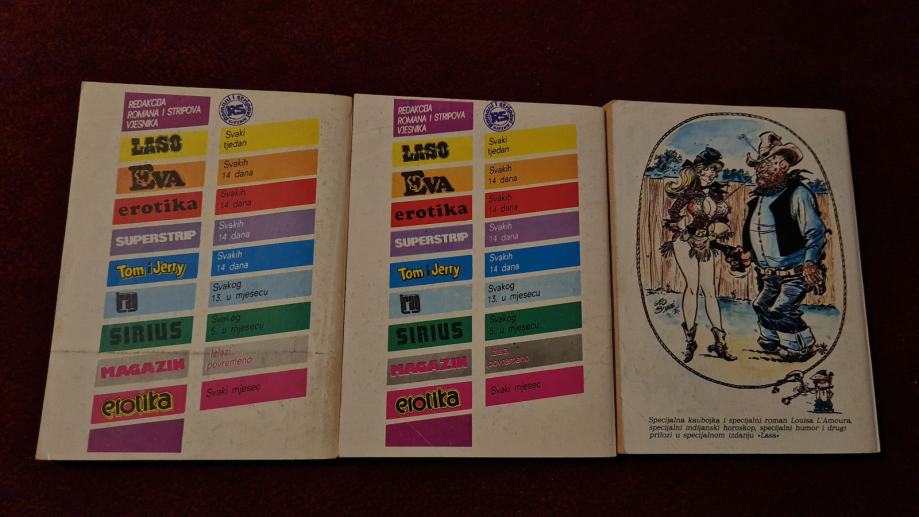 REDAKCIJA
ROMANA I STRIPOVA
VJESNIKA
RS
LASO
Svaki
tjedan
EVA
Svakih
14 dana
erotika
Svakih
14 dana
SUPERSTRIP
Svakih
14 dana
Tom i Jerry
Svakih
14 dana
trag
Svakog
13. u mjesecu
SIRIUS
Svakog
5. u mjesecu
MAGAZIN
Izlazi
povremeno
erotika
Svaki mjesec
REDAKCIJA
ROMANA I STRIPOVA
VJESNIKA
RS
LASO
Svaki
tjedan
EVA
Svakih
14 dana
erotika
Svakih
14 dana
SUPERSTRIP
Svakih
14 dana
Tom i Jerry
Svakih
14 dana
trag
Svakog
13. u mjesecu
SIRIUS
Svakog
5. u mjesecu
MAGAZIN
Izlazi
povremeno
erotika
Svaki mjesec
Specijalna kaubojka i specijalni roman Louisa L'Amoura,
specijalni indijanski horoskop, specijalni humor i drugi
prilozi u specijalnom izdanju »Lasa«